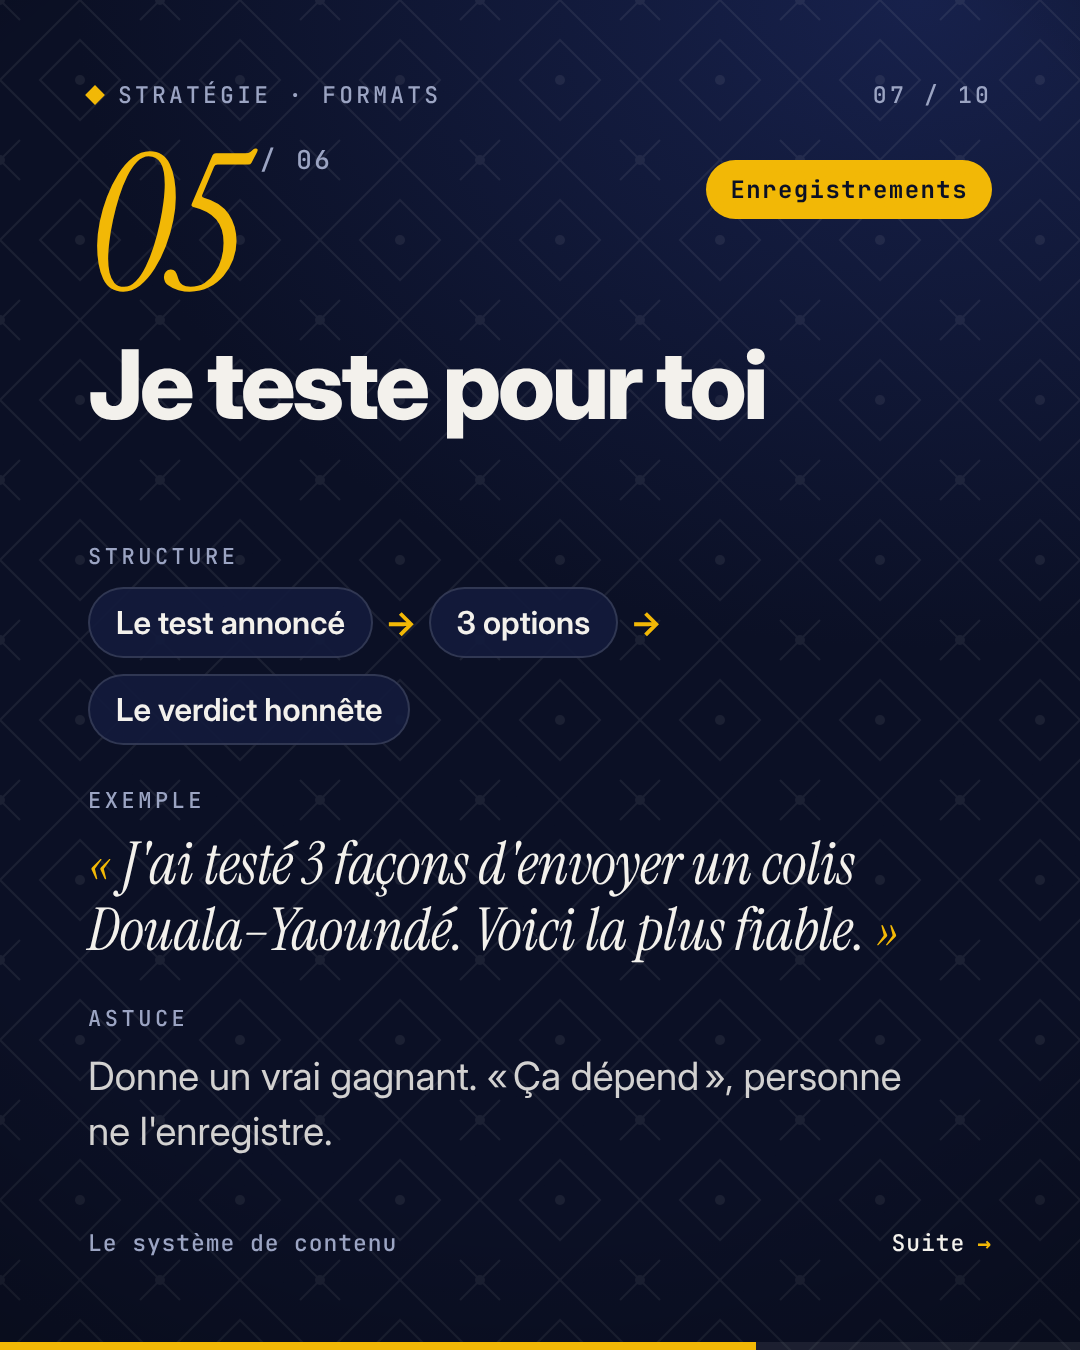 STRATÉGIE · FORMATS
07 / 10
05 / 06
Enregistrements
Je teste pour toi
STRUCTURE
Le test annoncé → 3 options →
Le verdict honnête
EXEMPLE
« J'ai testé 3 façons d'envoyer un colis
Douala–Yaoundé. Voici la plus fiable. »
ASTUCE
Donne un vrai gagnant. « Ça dépend », personne
ne l'enregistre.
Le système de contenu
Suite →